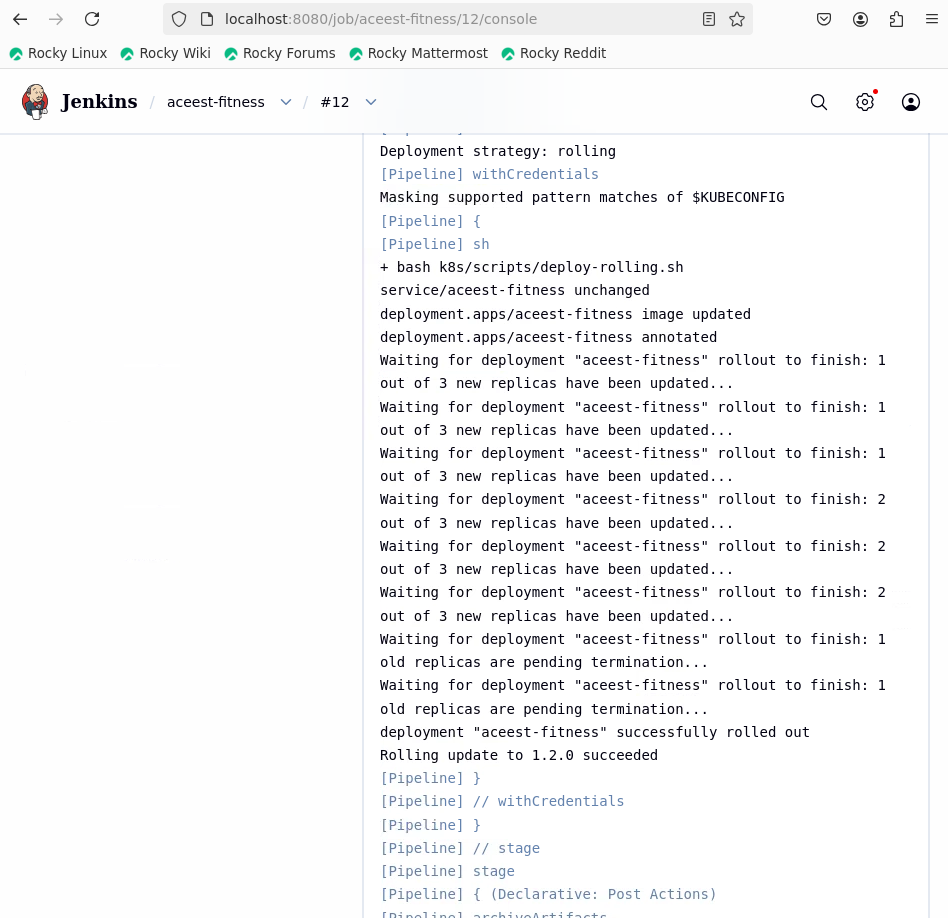 localhost:8080/job/aceest-fitness/12/console
Rocky Linux Rocky Wiki Rocky Forums Rocky Mattermost Rocky Reddit
Jenkins / aceest-fitness / #12
Deployment strategy: rolling
[Pipeline] withCredentials
Masking supported pattern matches of $KUBECONFIG
[Pipeline] {
[Pipeline] sh
+ bash k8s/scripts/deploy-rolling.sh
service/aceest-fitness unchanged
deployment.apps/aceest-fitness image updated
deployment.apps/aceest-fitness annotated
Waiting for deployment "aceest-fitness" rollout to finish: 1
out of 3 new replicas have been updated...
Waiting for deployment "aceest-fitness" rollout to finish: 1
out of 3 new replicas have been updated...
Waiting for deployment "aceest-fitness" rollout to finish: 1
out of 3 new replicas have been updated...
Waiting for deployment "aceest-fitness" rollout to finish: 2
out of 3 new replicas have been updated...
Waiting for deployment "aceest-fitness" rollout to finish: 2
out of 3 new replicas have been updated...
Waiting for deployment "aceest-fitness" rollout to finish: 2
out of 3 new replicas have been updated...
Waiting for deployment "aceest-fitness" rollout to finish: 1
old replicas are pending termination...
Waiting for deployment "aceest-fitness" rollout to finish: 1
old replicas are pending termination...
deployment "aceest-fitness" successfully rolled out
Rolling update to 1.2.0 succeeded
[Pipeline] }
[Pipeline] // withCredentials
[Pipeline] }
[Pipeline] // stage
[Pipeline] stage
[Pipeline] { (Declarative: Post Actions)
[Pipeline] archiveArtifacts